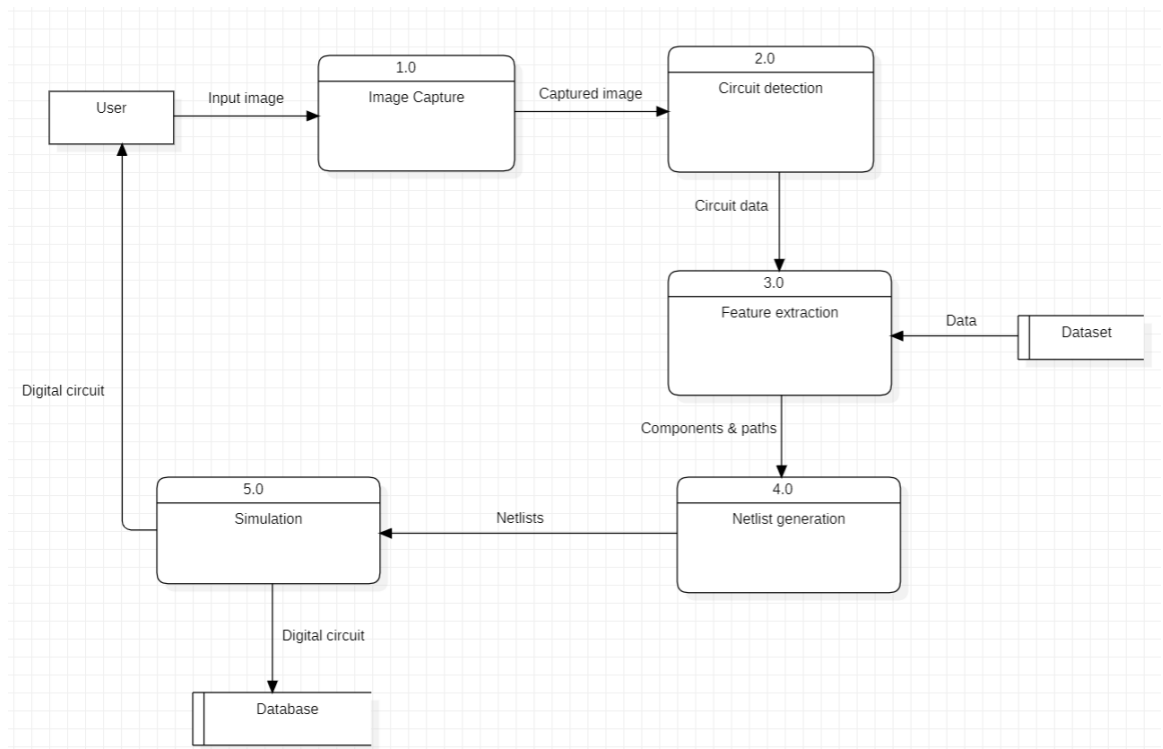 User
Input image
1.0
Image Capture
Captured image
2.0
Circuit detection
Circuit data
3.0
Feature extraction
Data
Dataset
Components & paths
4.0
Netlist generation
Netlists
5.0
Simulation
Digital circuit
Digital circuit
Database